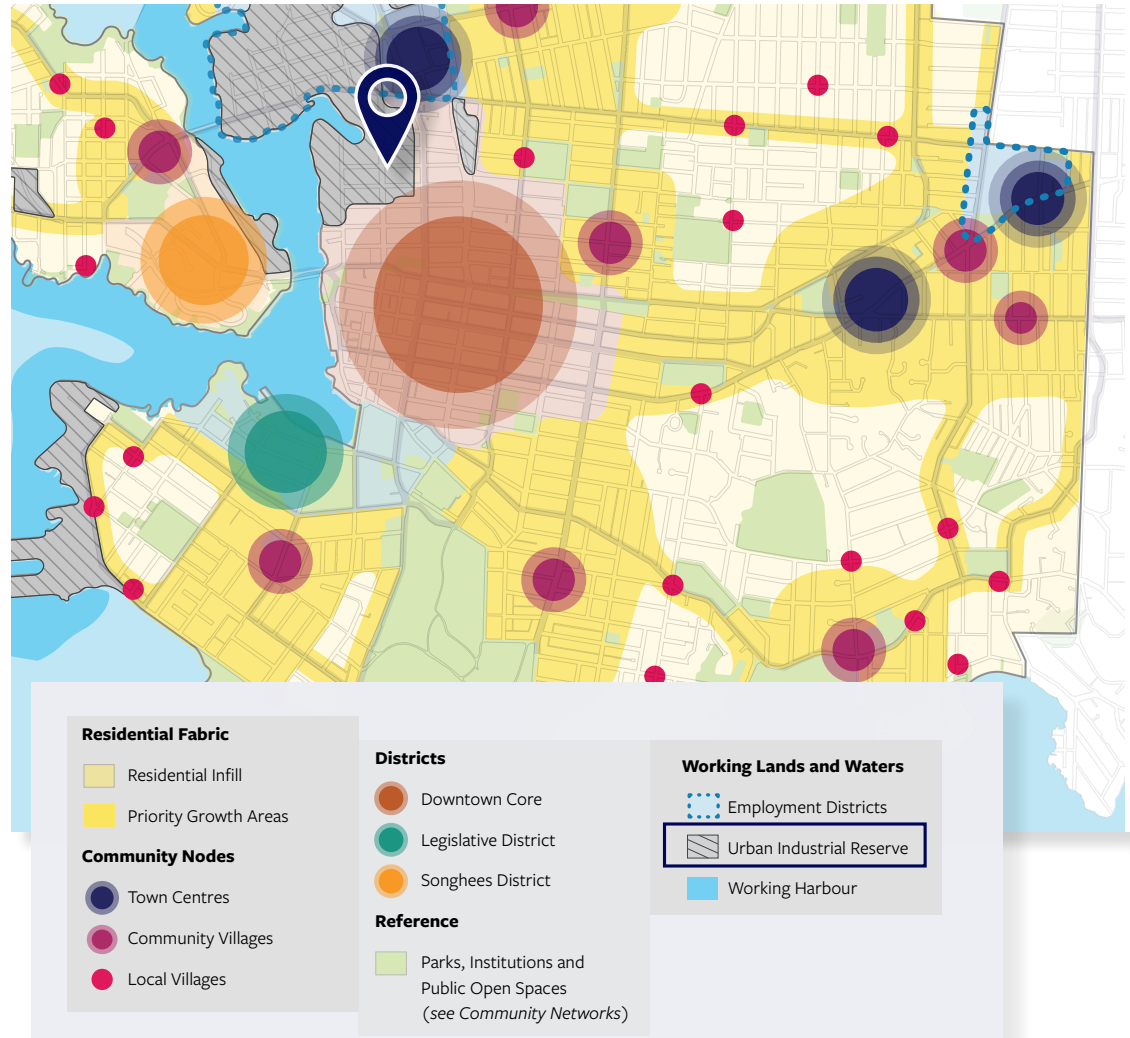 Residential Fabric
Residential Infill
Priority Growth Areas
Community Nodes
Town Centres
Community Villages
Local Villages
Districts
Downtown Core
Legislative District
Songhees District
Reference
Parks, Institutions and
Public Open Spaces
(see Community Networks)
Working Lands and Waters
Employment Districts
Urban Industrial Reserve
Working Harbour